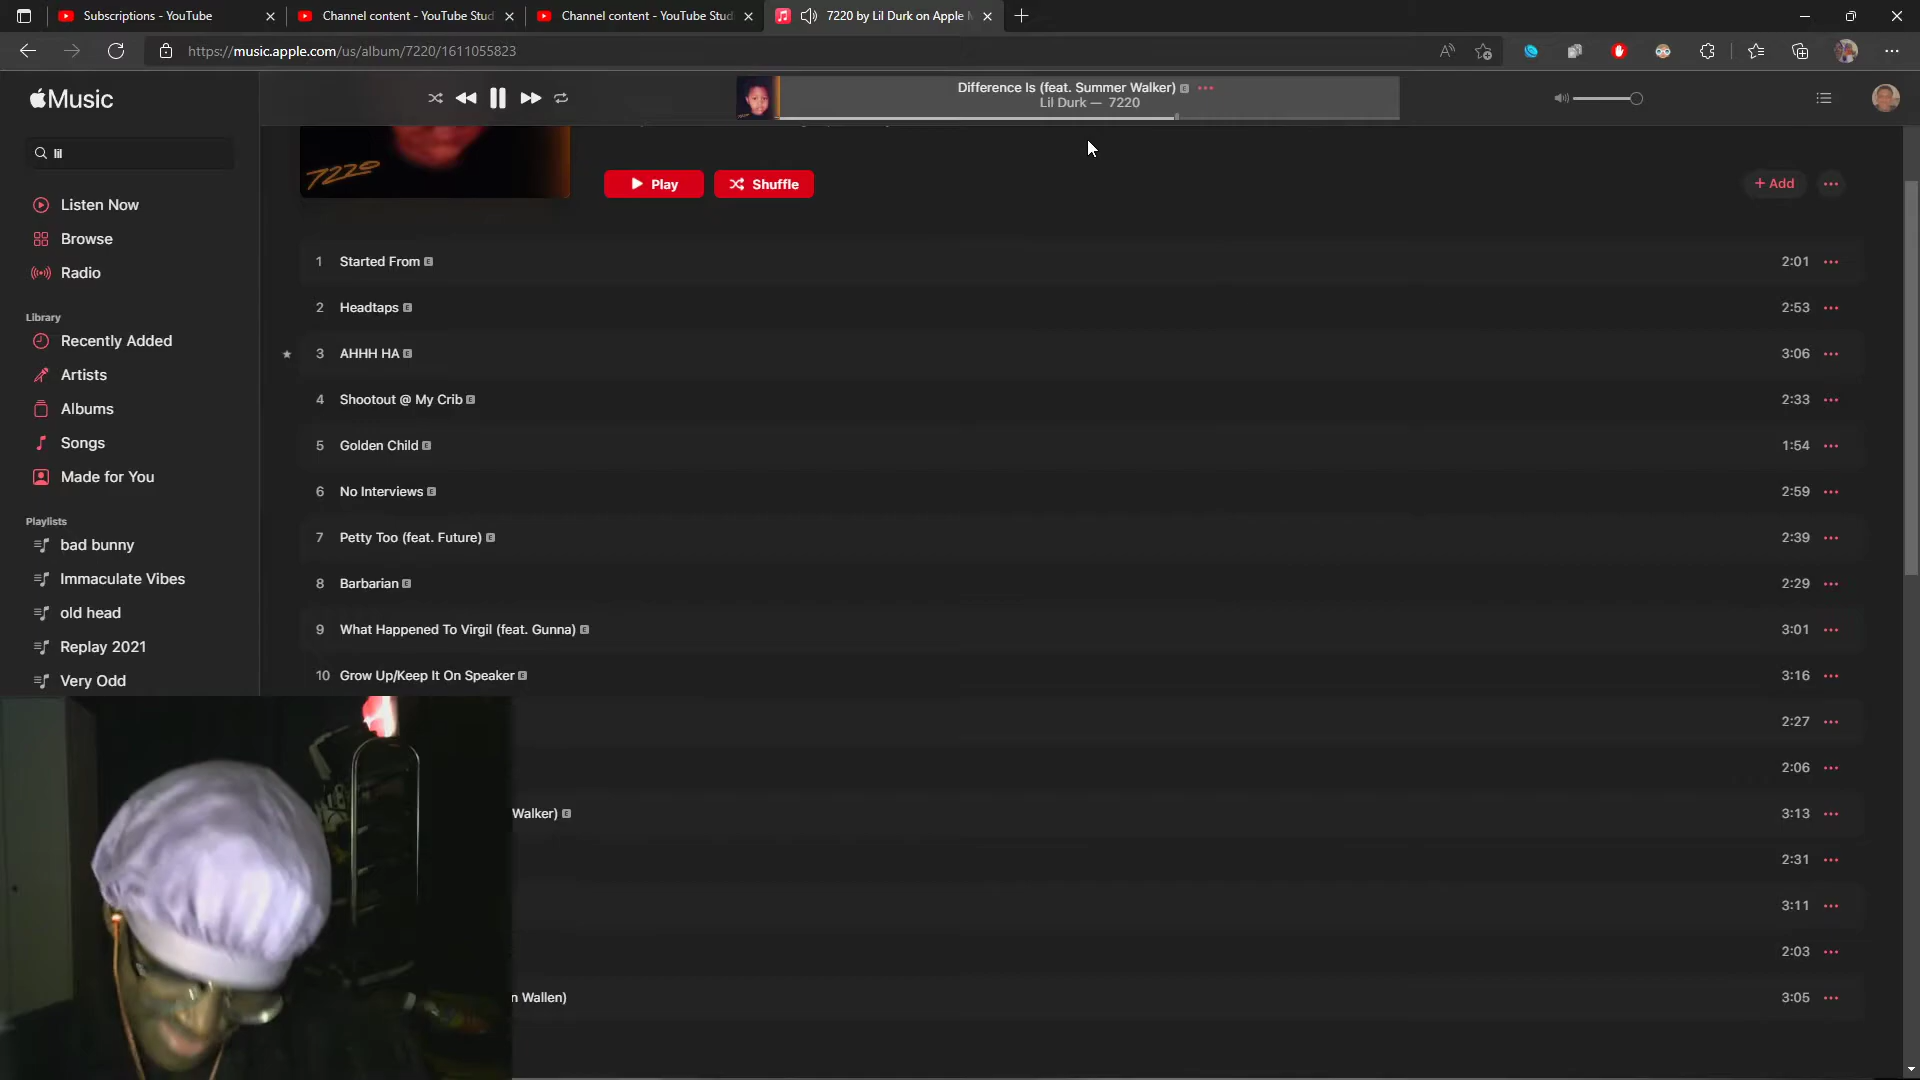 Subscriptions - YouTube
Channel content - YouTube Stud
Channel content - YouTube Stud
7220 by Lil Durk on Apple M
https://music.apple.com/us/album/7220/1611055823
Music
Difference Is (feat. Summer Walker) E
Lil Durk — 7220
lil
7220
Play
Shuffle
+ Add
Listen Now
Browse
Radio
Library
Recently Added
Artists
Albums
Songs
Made for You
Playlists
bad bunny
Immaculate Vibes
old head
Replay 2021
Very Odd
1 Started From E 2:01
2 Headtaps E 2:53
3 AHHH HA E 3:06
4 Shootout @ My Crib E 2:33
5 Golden Child E 1:54
6 No Interviews E 2:59
7 Petty Too (feat. Future) E 2:39
8 Barbarian E 2:29
9 What Happened To Virgil (feat. Gunna) E 3:01
10 Grow Up/Keep It On Speaker E 3:16
2:27
2:06
Walker) E 3:13
2:31
3:11
2:03
n Wallen) 3:05